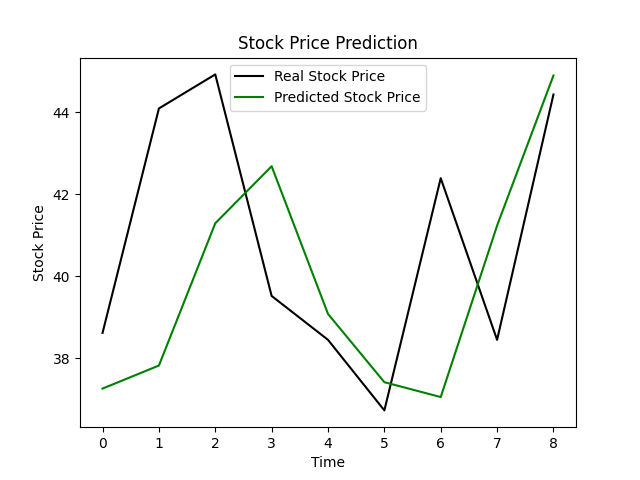 Stock Price Prediction
Real Stock Price
Predicted Stock Price
44
42
40
38
Stock Price
0 1 2 3 4 5 6 7 8
Time